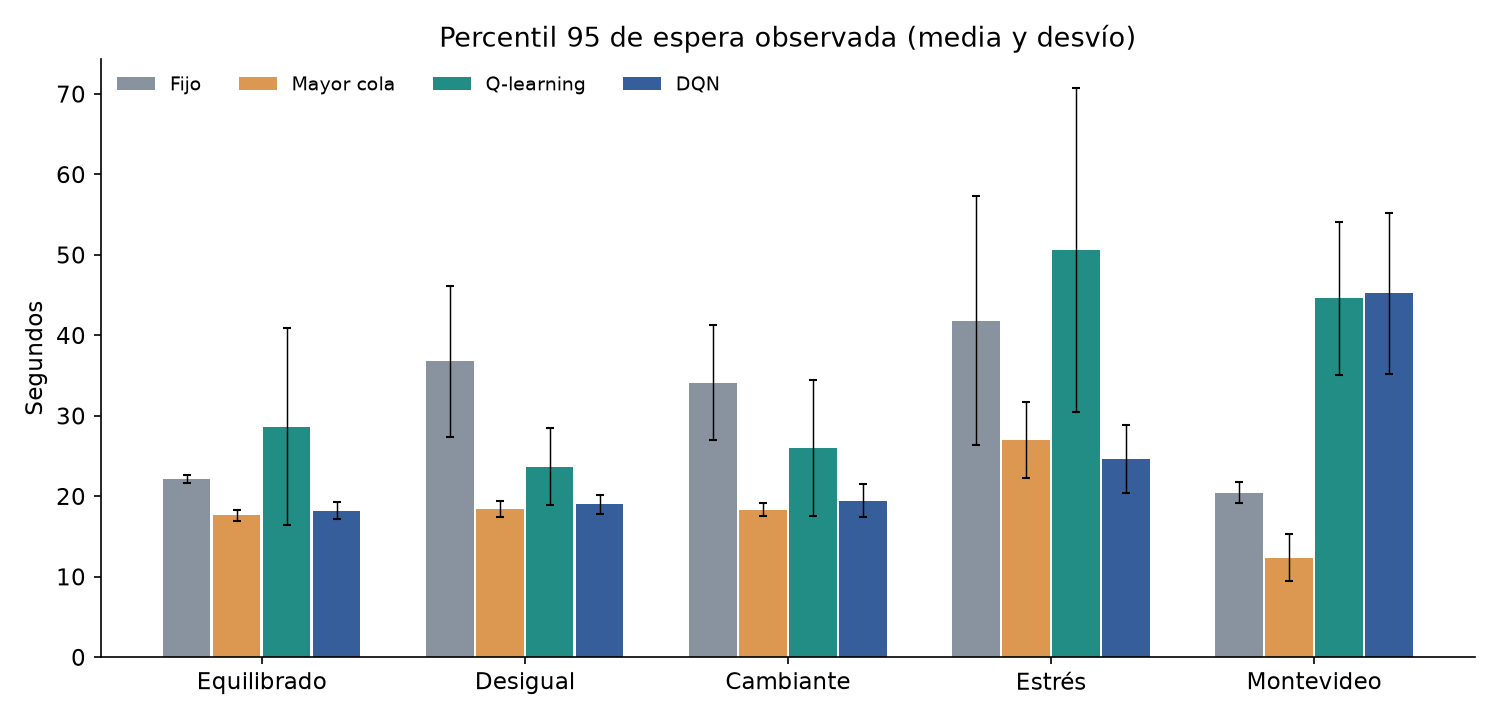 Percentil 95 de espera observada (media y desvío)
Fijo Mayor cola Q-learning DQN
Segundos
70
60
50
40
30
20
10
0
Equilibrado Desigual Cambiante Estrés Montevideo